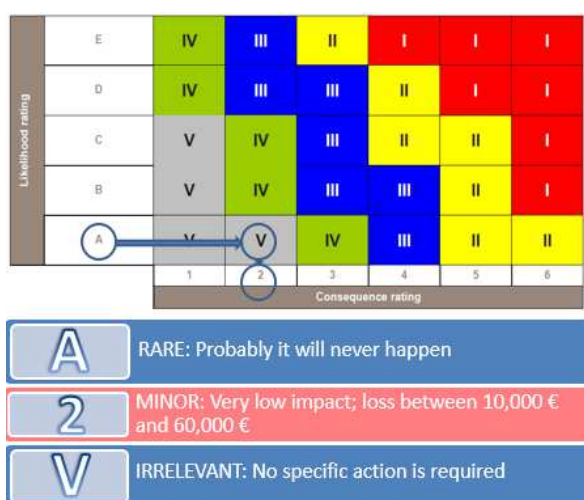 Likelihood rating
E IV III II I I I
D IV III III II I I
C V IV III II II I
B V IV III III II I
A V V IV III II II
1 2 3 4 5 6
Consequence rating
A RARE: Probably it will never happen
2 MINOR: Very low impact; loss between 10,000 €
and 60,000 €
V IRRELEVANT: No specific action is required